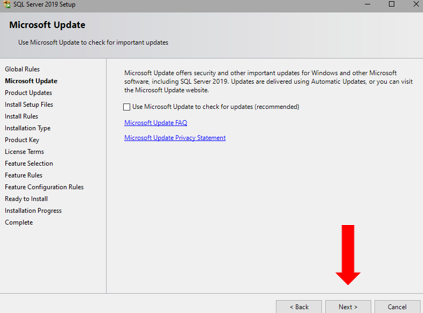 SQL Server 2019 Setup
Microsoft Update
Use Microsoft Update to check for important updates
Global Rules
Microsoft Update
Product Updates
Install Setup Files
Install Rules
Installation Type
Product Key
License Terms
Feature Selection
Feature Rules
Feature Configuration Rules
Ready to Install
Installation Progress
Complete
Microsoft Update offers security and other important updates for Windows and other Microsoft
software, including SQL Server 2019. Updates are delivered using Automatic Updates, or you can visit
the Microsoft Update website.
Use Microsoft Update to check for updates (recommended)
Microsoft Update FAQ
Microsoft Update Privacy Statement
< Back Next > Cancel